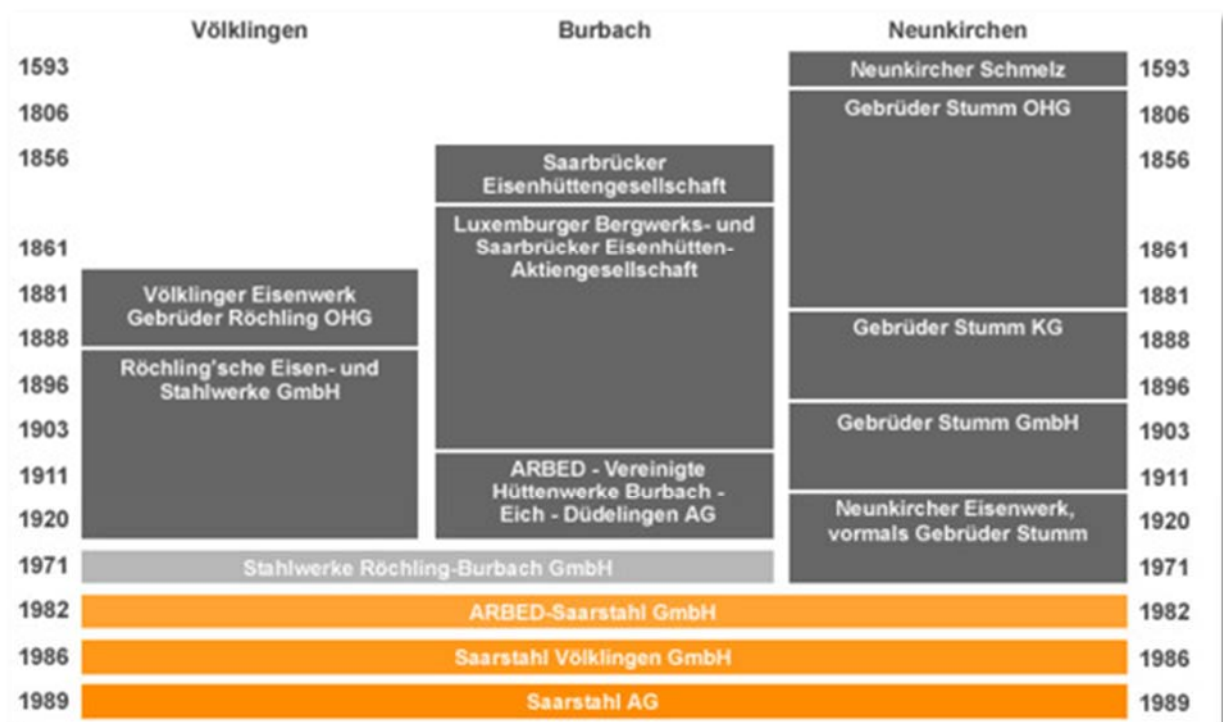 Völklingen Burbach Neunkirchen
1593 Neunkircher Schmelz 1593
1806 Gebrüder Stumm OHG 1806
1856 Saarbrücker 1856
Eisenhüttengesellschaft
Luxemburger Bergwerks- und
1861 Saarbrücker Eisenhütten- 1861
Aktiengesellschaft
1881 Völklinger Eisenwerk 1881
Gebrüder Röchling OHG
1888 Gebrüder Stumm KG 1888
Röchling'sche Eisen- und
1896 Stahlwerke GmbH 1896
1903 Gebrüder Stumm GmbH 1903
1911 ARBED - Vereinigte 1911
Hüttenwerke Burbach -
Eich - Düdelingen AG
Neunkircher Eisenwerk,
1920 vormals Gebrüder Stumm 1920
1971 Stahlwerke Röchling-Burbach GmbH 1971
1982 ARBED-Saarstahl GmbH 1982
1986 Saarstahl Völklingen GmbH 1986
1989 Saarstahl AG 1989